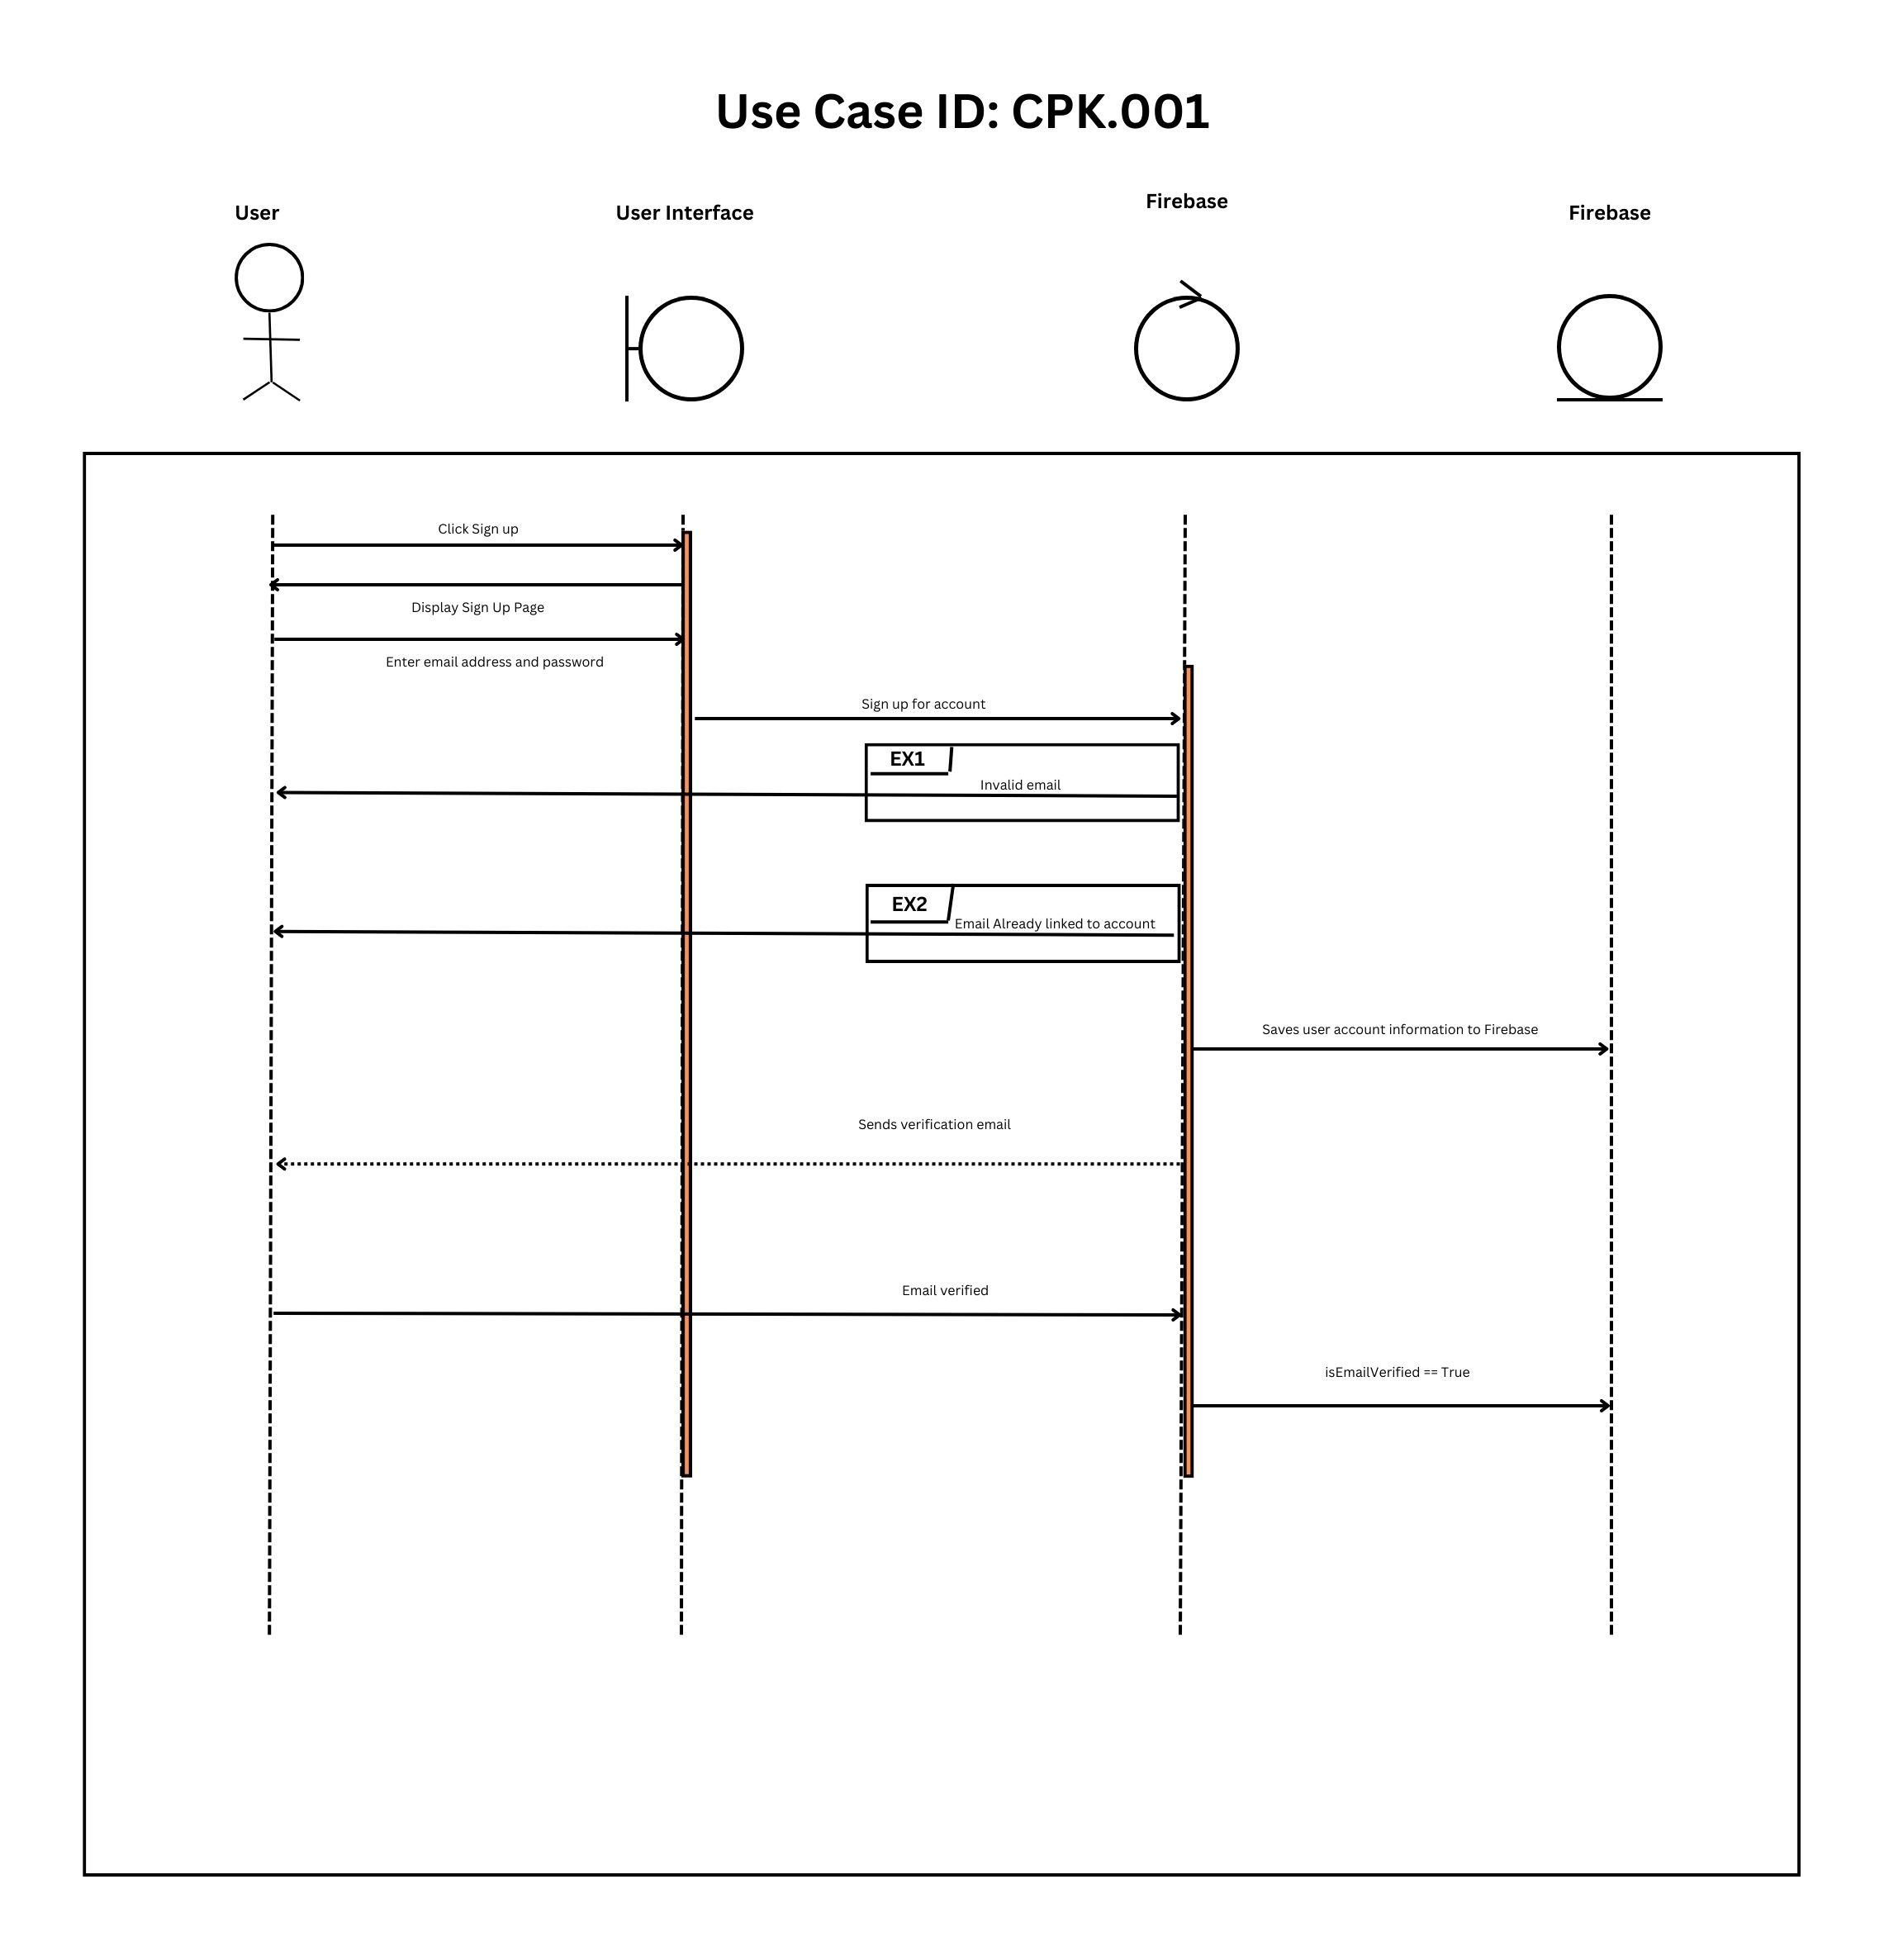 Use Case ID: CPK.001
User
User Interface
Firebase
Firebase
Click Sign up
Display Sign Up Page
Enter email address and password
Sign up for account
EX1
Invalid email
EX2
Email Already linked to account
Saves user account information to Firebase
Sends verification email
Email verified
isEmailVerified == True